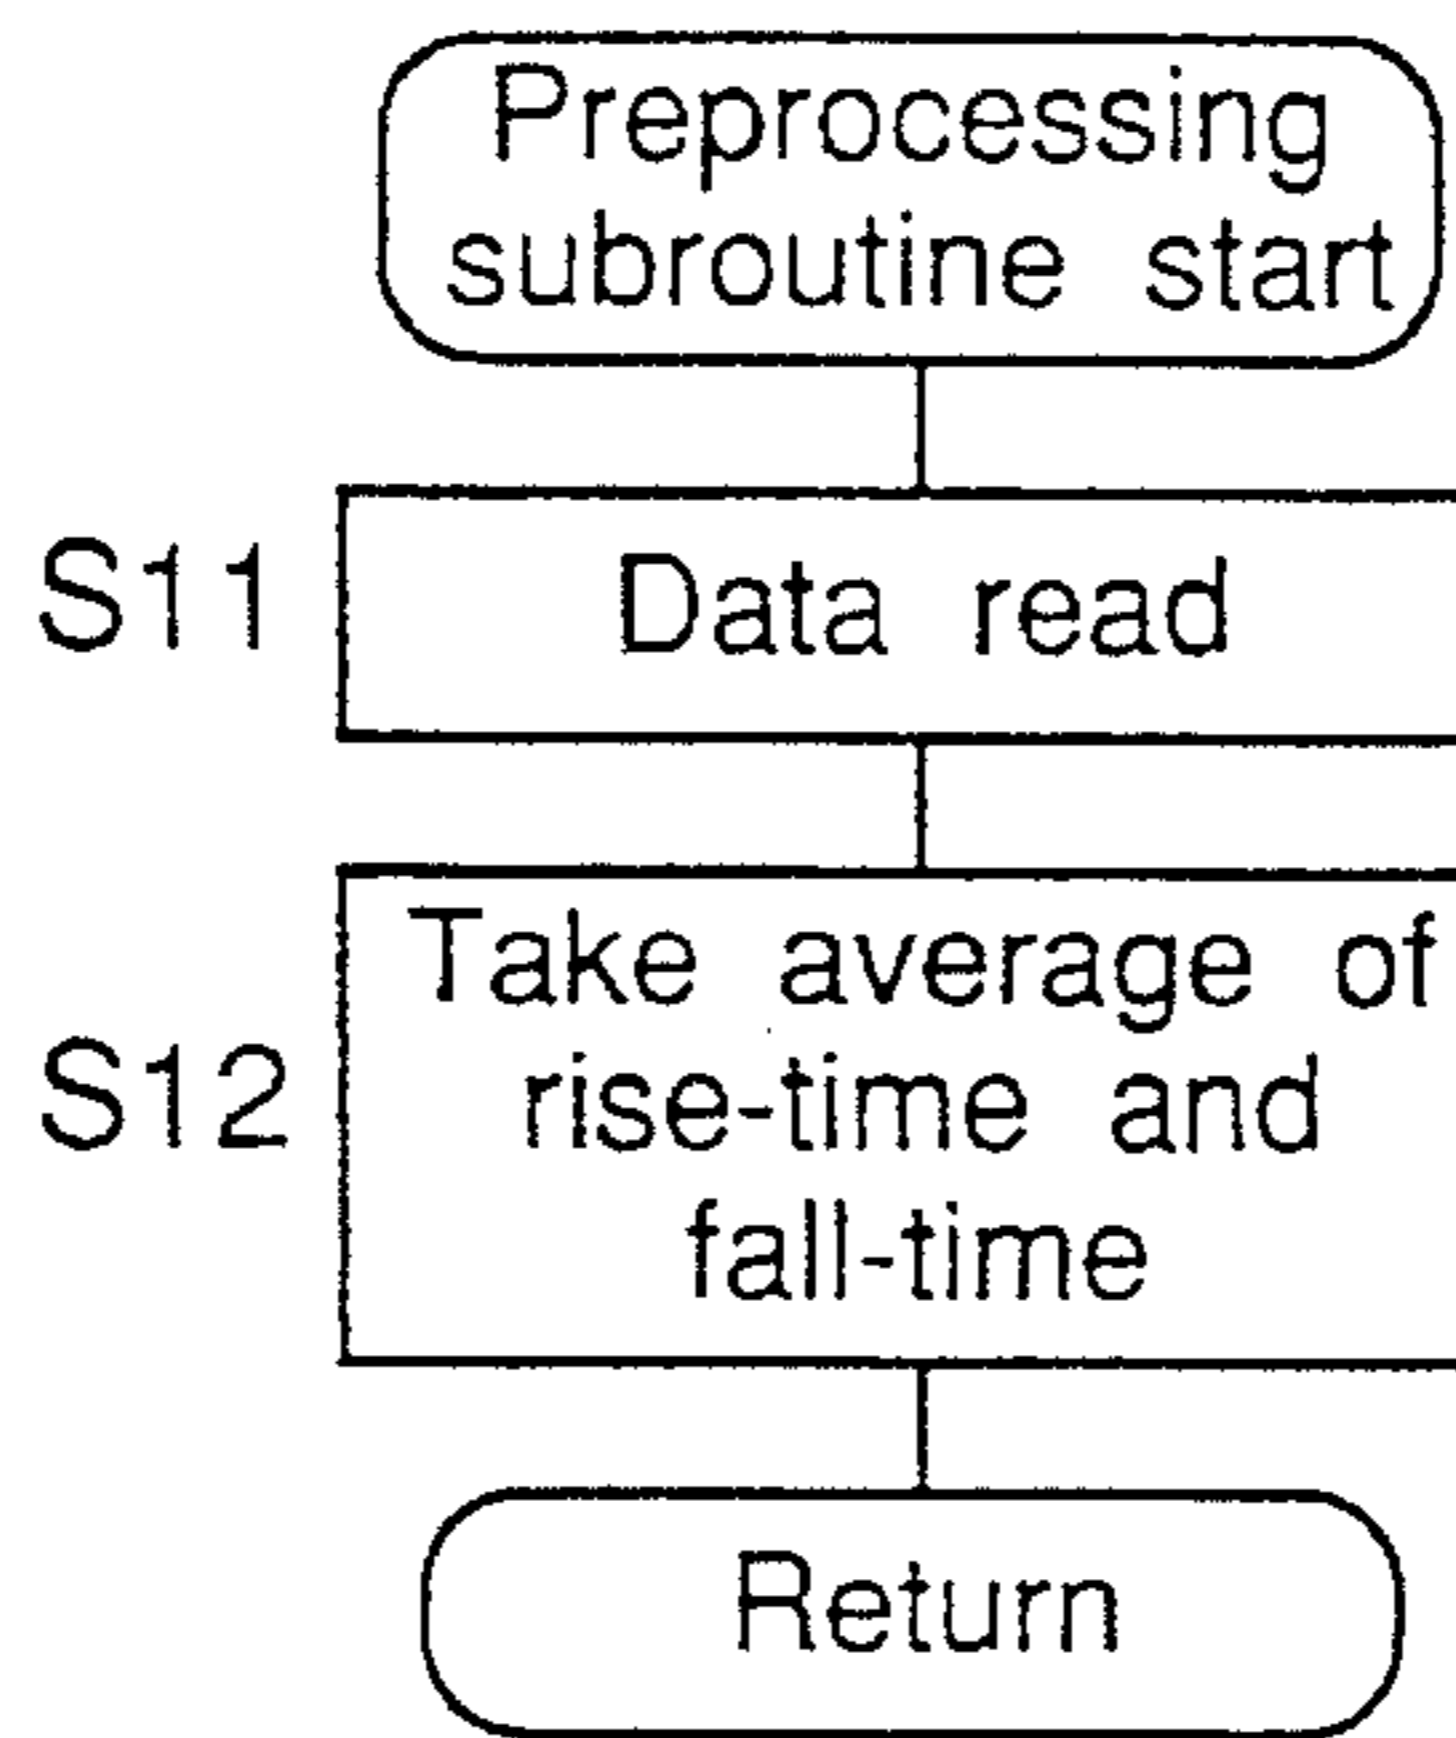 Preprocessing
subroutine start
S11
Data read
S12
Take average of
rise-time and
fall-time
Return